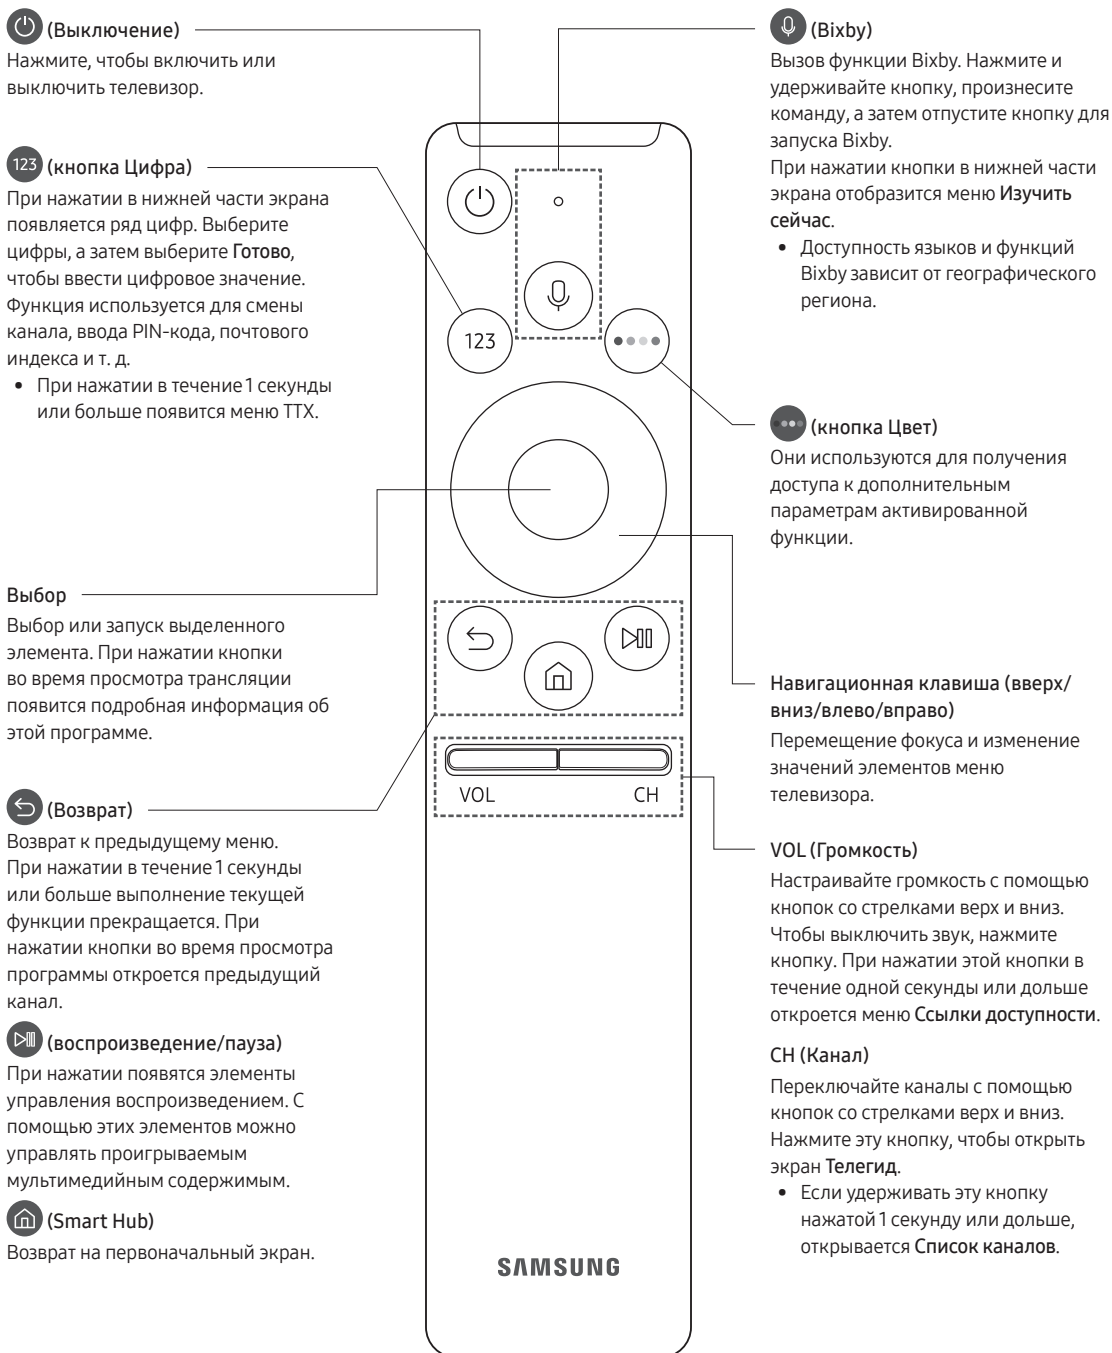 (Выключение)
Нажмите, чтобы включить или
выключить телевизор.
123 (кнопка Цифра)
При нажатии в нижней части экрана
появляется ряд цифр. Выберите
цифры, а затем выберите Готово,
чтобы ввести цифровое значение.
Функция используется для смены
канала, ввода PIN-кода, почтового
индекса и т. д.
• При нажатии в течение 1 секунды
или больше появится меню TTX.
Выбор
Выбор или запуск выделенного
элемента. При нажатии кнопки
во время просмотра трансляции
появится подробная информация об
этой программе.
(Возврат)
Возврат к предыдущему меню.
При нажатии в течение 1 секунды
или больше выполнение текущей
функции прекращается. При
нажатии кнопки во время просмотра
программы откроется предыдущий
канал.
(воспроизведение/пауза)
При нажатии появятся элементы
управления воспроизведением. С
помощью этих элементов можно
управлять проигрываемым
мультимедийным содержимым.
(Smart Hub)
Возврат на первоначальный экран.
123
VOL CH
SAMSUNG
(Bixby)
Вызов функции Bixby. Нажмите и
удерживайте кнопку, произнесите
команду, а затем отпустите кнопку для
запуска Bixby.
При нажатии кнопки в нижней части
экрана отобразится меню Изучить
сейчас.
• Доступность языков и функций
Bixby зависит от географического
региона.
(кнопка Цвет)
Они используются для получения
доступа к дополнительным
параметрам активированной
функции.
Навигационная клавиша (вверх/
вниз/влево/вправо)
Перемещение фокуса и изменение
значений элементов меню
телевизора.
VOL (Громкость)
Настраивайте громкость с помощью
кнопок со стрелками верх и вниз.
Чтобы выключить звук, нажмите
кнопку. При нажатии этой кнопки в
течение одной секунды или дольше
откроется меню Ссылки доступности.
CH (Канал)
Переключайте каналы с помощью
кнопок со стрелками верх и вниз.
Нажмите эту кнопку, чтобы открыть
экран Телегид.
• Если удерживать эту кнопку
нажатой 1 секунду или дольше,
открывается Список каналов.